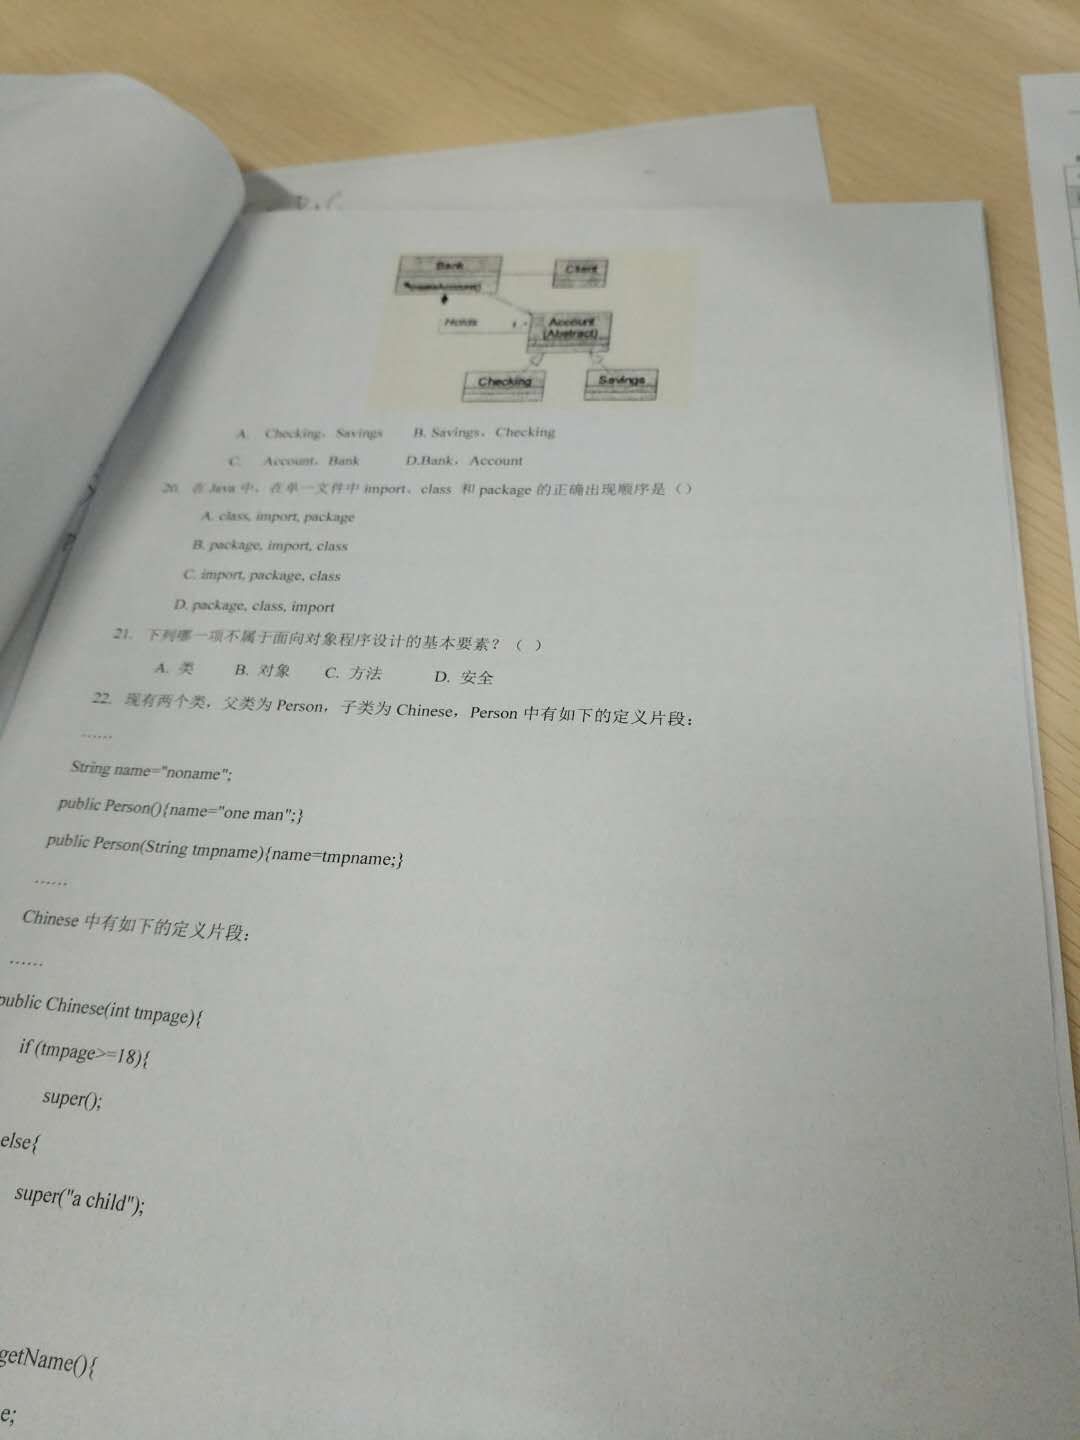 Bank
Client
createAccount()
Holds
Account
(Abstract)
Checking
Savings
A. Checking，Savings B. Savings，Checking
C. Account，Bank D.Bank，Account
20. 在 Java 中，在单一文件中 import、class 和 package 的正确出现顺序是（）
A. class, import, package
B. package, import, class
C. import, package, class
D. package, class, import
21. 下列哪一项不属于面向对象程序设计的基本要素？（ ）
A. 类 B. 对象 C. 方法 D. 安全
22. 现有两个类，父类为 Person，子类为 Chinese，Person 中有如下的定义片段：
……
String name="noname";
public Person(){name="one man";}
public Person(String tmpname){name=tmpname;}
……
Chinese 中有如下的定义片段：
……
public Chinese(int tmpage){
if (tmpage>=18){
super();
else{
super("a child");
getName(){
e;